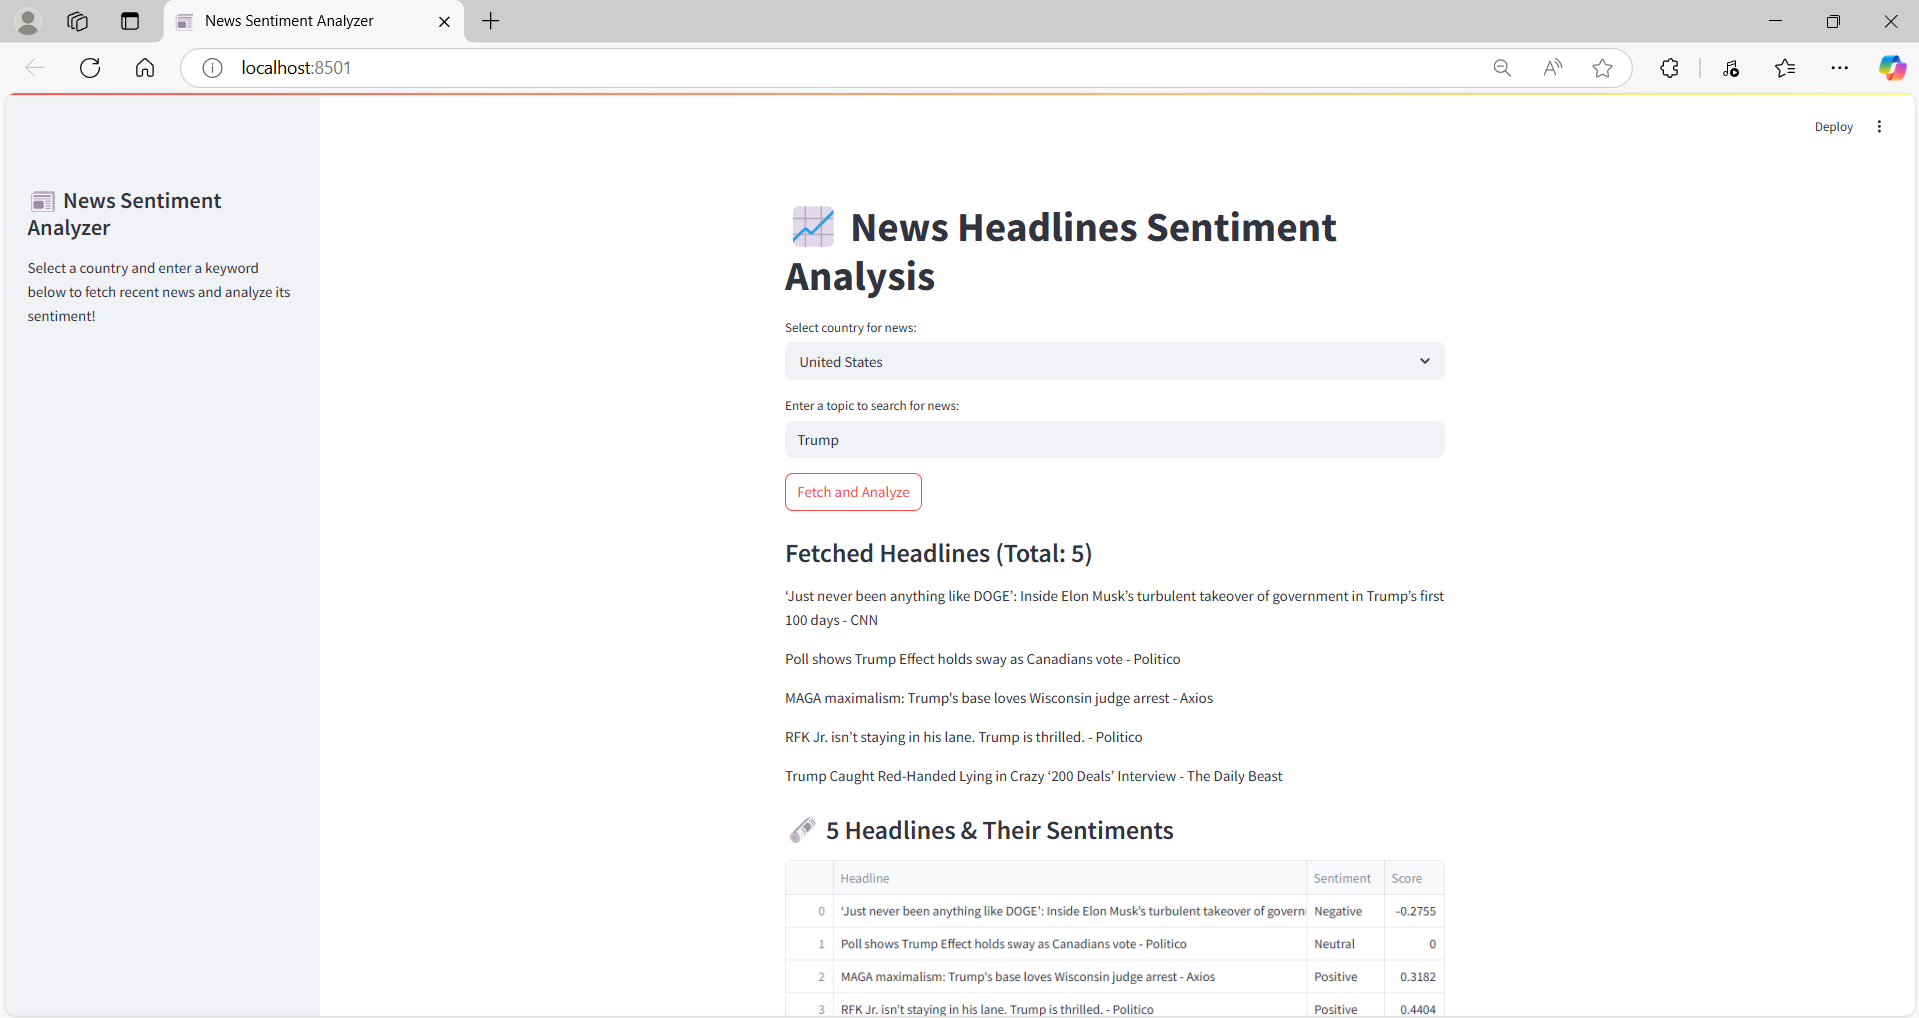 News Sentiment Analyzer
localhost:8501
Deploy
News Sentiment
Analyzer
Select a country and enter a keyword
below to fetch recent news and analyze its
sentiment!
News Headlines Sentiment
Analysis
Select country for news:
United States
Enter a topic to search for news:
Trump
Fetch and Analyze
Fetched Headlines (Total: 5)
‘Just never been anything like DOGE’: Inside Elon Musk’s turbulent takeover of government in Trump’s first
100 days - CNN
Poll shows Trump Effect holds sway as Canadians vote - Politico
MAGA maximalism: Trump's base loves Wisconsin judge arrest - Axios
RFK Jr. isn’t staying in his lane. Trump is thrilled. - Politico
Trump Caught Red-Handed Lying in Crazy ‘200 Deals’ Interview - The Daily Beast
5 Headlines & Their Sentiments
Headline Sentiment Score
0 ‘Just never been anything like DOGE’: Inside Elon Musk’s turbulent takeover of govern Negative -0.2755
1 Poll shows Trump Effect holds sway as Canadians vote - Politico Neutral 0
2 MAGA maximalism: Trump's base loves Wisconsin judge arrest - Axios Positive 0.3182
3 RFK Jr. isn’t staying in his lane. Trump is thrilled. - Politico Positive 0.4404